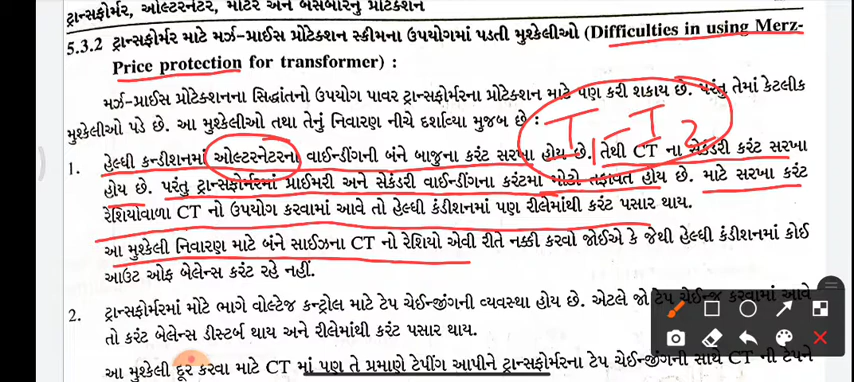 ટ્રાન્સફોર્મર, ઓલ્ટરનેટર, મોટર અને બસબારનું પ્રોટેક્શન
5.3.2 ટ્રાન્સફોર્મર માટે મર્ઝ-પ્રાઈસ પ્રોટેક્શન સ્કીમના ઉપયોગમાં પડતી મુશ્કેલીઓ (Difficulties in using Merz-
Price protection for transformer) :
મર્ઝ-પ્રાઈસ પ્રોટેક્શનના સિદ્ધાંતનો ઉપયોગ પાવર ટ્રાન્સફોર્મરના પ્રોટેક્શન માટે પણ કરી શકાય છે. પરંતુ તેમાં કેટલીક
મુશ્કેલીઓ પડે છે. આ મુશ્કેલીઓ તથા તેનું નિવારણ નીચે દર્શાવ્યા મુજબ છે :
I₁ = I₂
1. હેલ્ધી કન્ડીશનમાં ઓલ્ટરનેટરના વાઈન્ડીંગની બંને બાજુના કરંટ સરખા હોય છે. તેથી CT ના સેકંડરી કરંટ સરખા
હોય છે. પરંતુ ટ્રાન્સફોર્મરમાં પ્રાઈમરી અને સેકંડરી વાઈન્ડીંગના કરંટમાં મોટો તફાવત હોય છે. માટે સરખા કરંટ
રેશિયોવાળા CT નો ઉપયોગ કરવામાં આવે તો હેલ્ધી કંડીશનમાં પણ રીલેમાંથી કરંટ પસાર થાય.
આ મુશ્કેલી નિવારણ માટે બંને સાઈઝના CT નો રેશિયો એવી રીતે નક્કી કરવો જોઈએ કે જેથી હેલ્ધી કંડીશનમાં કોઈ
આઉટ ઓફ બેલેન્સ કરંટ રહે નહીં.
2. ટ્રાન્સફોર્મરમાં મોટે ભાગે વોલ્ટેજ કન્ટ્રોલ માટે ટેપ ચેઈન્જીંગની વ્યવસ્થા હોય છે. એટલે જો ટેપ ચેઈન્જ કરવામાં આવે
તો કરંટ બેલેન્સ ડીસ્ટર્બ થાય અને રીલેમાંથી કરંટ પસાર થાય.
આ મુશ્કેલી દૂર કરવા માટે CT માં પણ તે પ્રમાણે ટેપીંગ આપીને ટ્રાન્સફોર્મરના ટેપ ચેઈન્જીંગની સાથે CT ની ટેપને